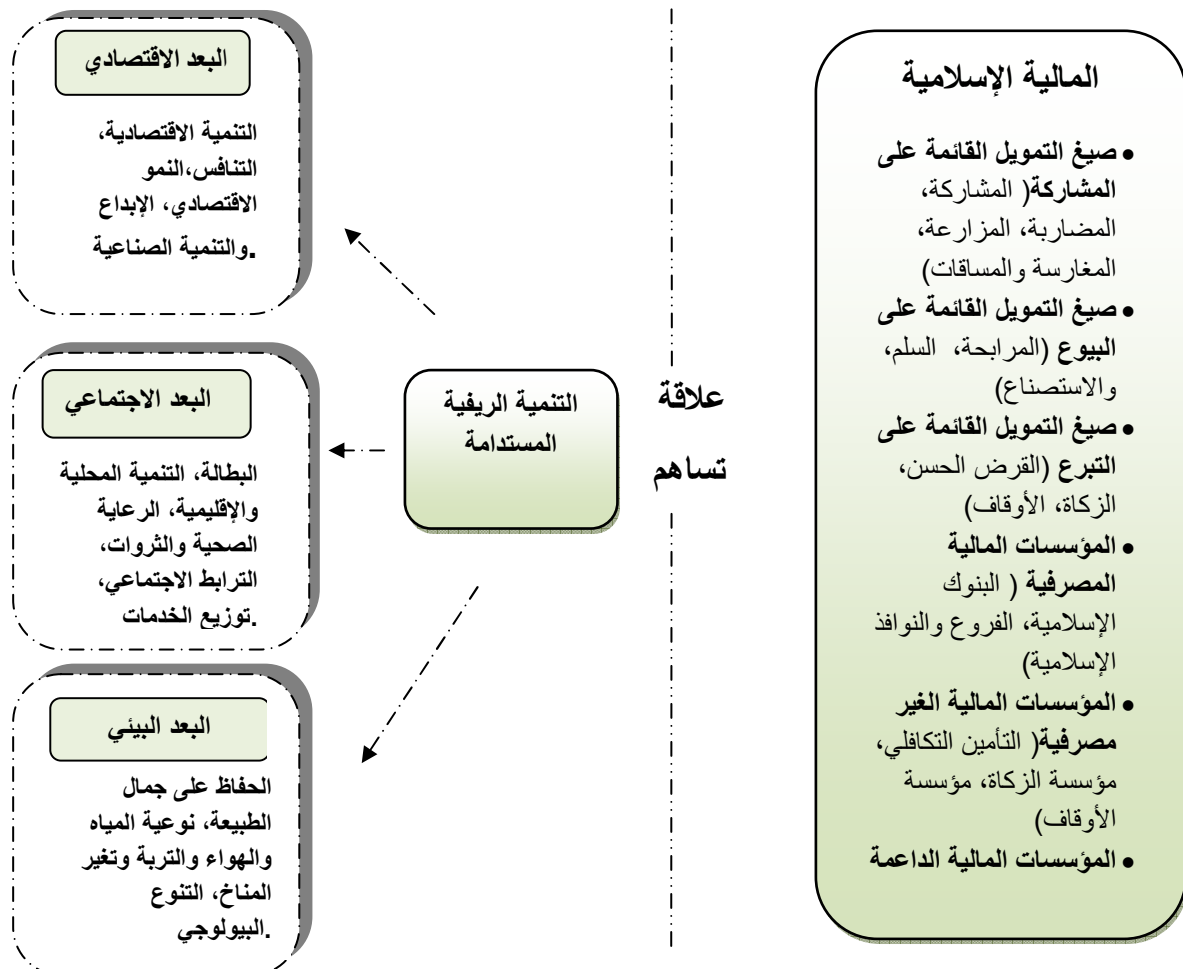 المالية الإسلامية
• صيغ التمويل القائمة على
المشاركة( المشاركة،
المضاربة، المزارعة،
المغارسة والمساقات)
• صيغ التمويل القائمة على
البيوع (المرابحة، السلم،
والاستصناع)
• صيغ التمويل القائمة على
التبرع (القرض الحسن،
الزكاة، الأوقاف)
• المؤسسات المالية
المصرفية ( البنوك
الإسلامية، الفروع والنوافذ
الإسلامية)
• المؤسسات المالية الغير
مصرفية( التأمين التكافلي،
مؤسسة الزكاة، مؤسسة
الأوقاف)
• المؤسسات المالية الداعمة
علاقة
تساهم
التنمية الريفية
المستدامة
البعد الاقتصادي
التنمية الاقتصادية،
التنافس،النمو
الاقتصادي، الإبداع
والتنمية الصناعية.
البعد الاجتماعي
البطالة، التنمية المحلية
والإقليمية، الرعاية
الصحية والثروات،
الترابط الاجتماعي،
توزيع الخدمات.
البعد البيئي
الحفاظ على جمال
الطبيعة، نوعية المياه
والهواء والتربة وتغير
المناخ، التنوع
البيولوجي.